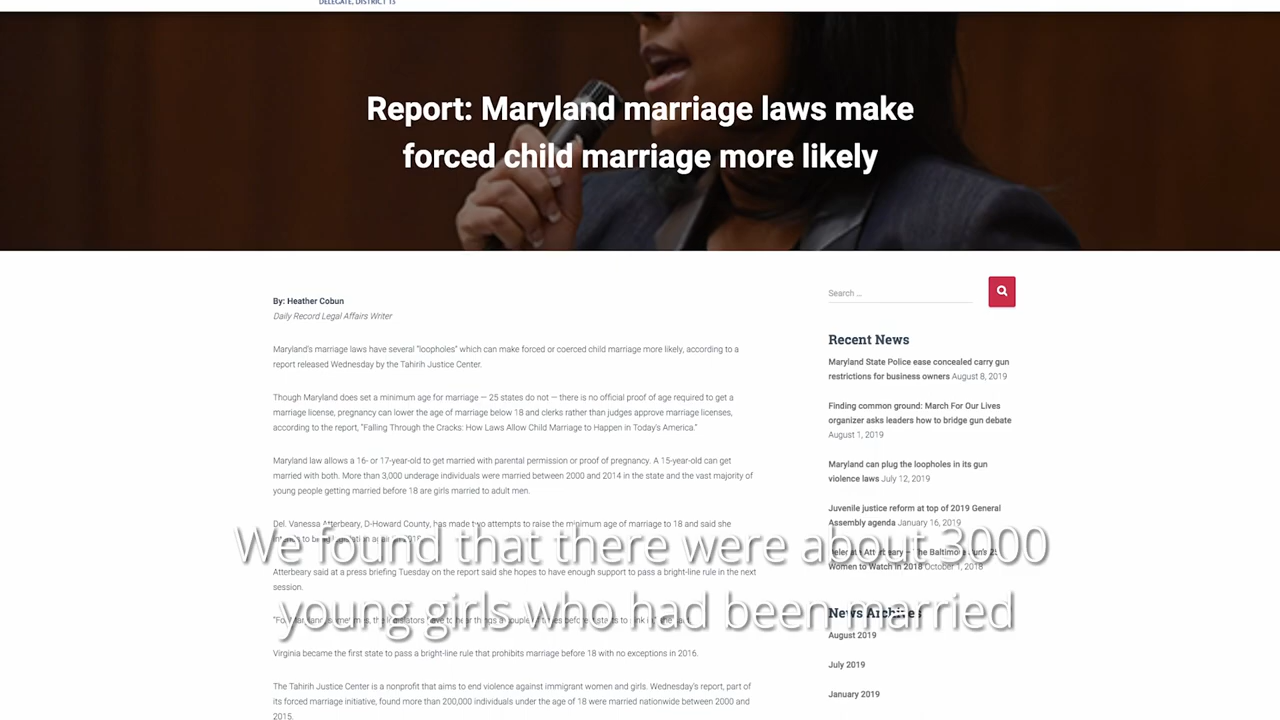 DELEGATE, DISTRICT 13
Report: Maryland marriage laws make
forced child marriage more likely
By: Heather Cobun
Daily Record Legal Affairs Writer
Maryland's marriage laws have several "loopholes" which can make forced or coerced child marriage more likely, according to a
report released Wednesday by the Tahirih Justice Center.
Though Maryland does set a minimum age for marriage — 25 states do not — there is no official proof of age required to get a
marriage license, pregnancy can lower the age of marriage below 18 and clerks rather than judges approve marriage licenses,
according to the report, "Falling Through the Cracks: How Laws Allow Child Marriage to Happen in Today's America."
Maryland law allows a 16- or 17-year-old to get married with parental permission or proof of pregnancy. A 15-year-old can get
married with both. More than 3,000 underage individuals were married between 2000 and 2014 in the state and the vast majority of
young people getting married before 18 are girls married to adult men.
Del. Vanessa Atterbeary, D-Howard County, has made two attempts to raise the minimum age of marriage to 18 and said she
We found that there were about 3000
Atterbeary said at a press briefing Tuesday on the report said she hopes to have enough support to pass a bright-line rule in the next
session.
young girls who had been married
Virginia became the first state to pass a bright-line rule that prohibits marriage before 18 with no exceptions in 2016.
The Tahirih Justice Center is a nonprofit that aims to end violence against immigrant women and girls. Wednesday's report, part of
its forced marriage initiative, found more than 200,000 individuals under the age of 18 were married nationwide between 2000 and
2015.
Search ...
Recent News
Maryland State Police ease concealed carry gun
restrictions for business owners August 8, 2019
Finding common ground: March For Our Lives
organizer asks leaders how to bridge gun debate
August 1, 2019
Maryland can plug the loopholes in its gun
violence laws July 12, 2019
Juvenile justice reform at top of 2019 General
Assembly agenda January 16, 2019
Delegate Atterbeary – The Baltimore Sun's 25
Women to Watch in 2018 October 1, 2018
News Archives
August 2019
July 2019
January 2019